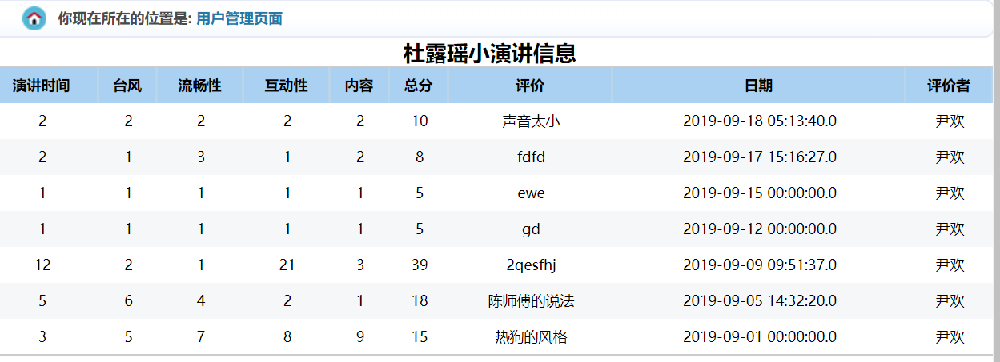 你现在所在的位置是: 用户管理页面
杜露瑶小演讲信息
演讲时间 台风 流畅性 互动性 内容 总分 评价 日期 评价者
2 2 2 2 2 10 声音太小 2019-09-18 05:13:40.0 尹欢
2 1 3 1 2 8 fdfd 2019-09-17 15:16:27.0 尹欢
1 1 1 1 1 5 ewe 2019-09-15 00:00:00.0 尹欢
1 1 1 1 1 5 gd 2019-09-12 00:00:00.0 尹欢
12 2 1 21 3 39 2qesfhj 2019-09-09 09:51:37.0 尹欢
5 6 4 2 1 18 陈师傅的说法 2019-09-05 14:32:20.0 尹欢
3 5 7 8 9 15 热狗的风格 2019-09-01 00:00:00.0 尹欢